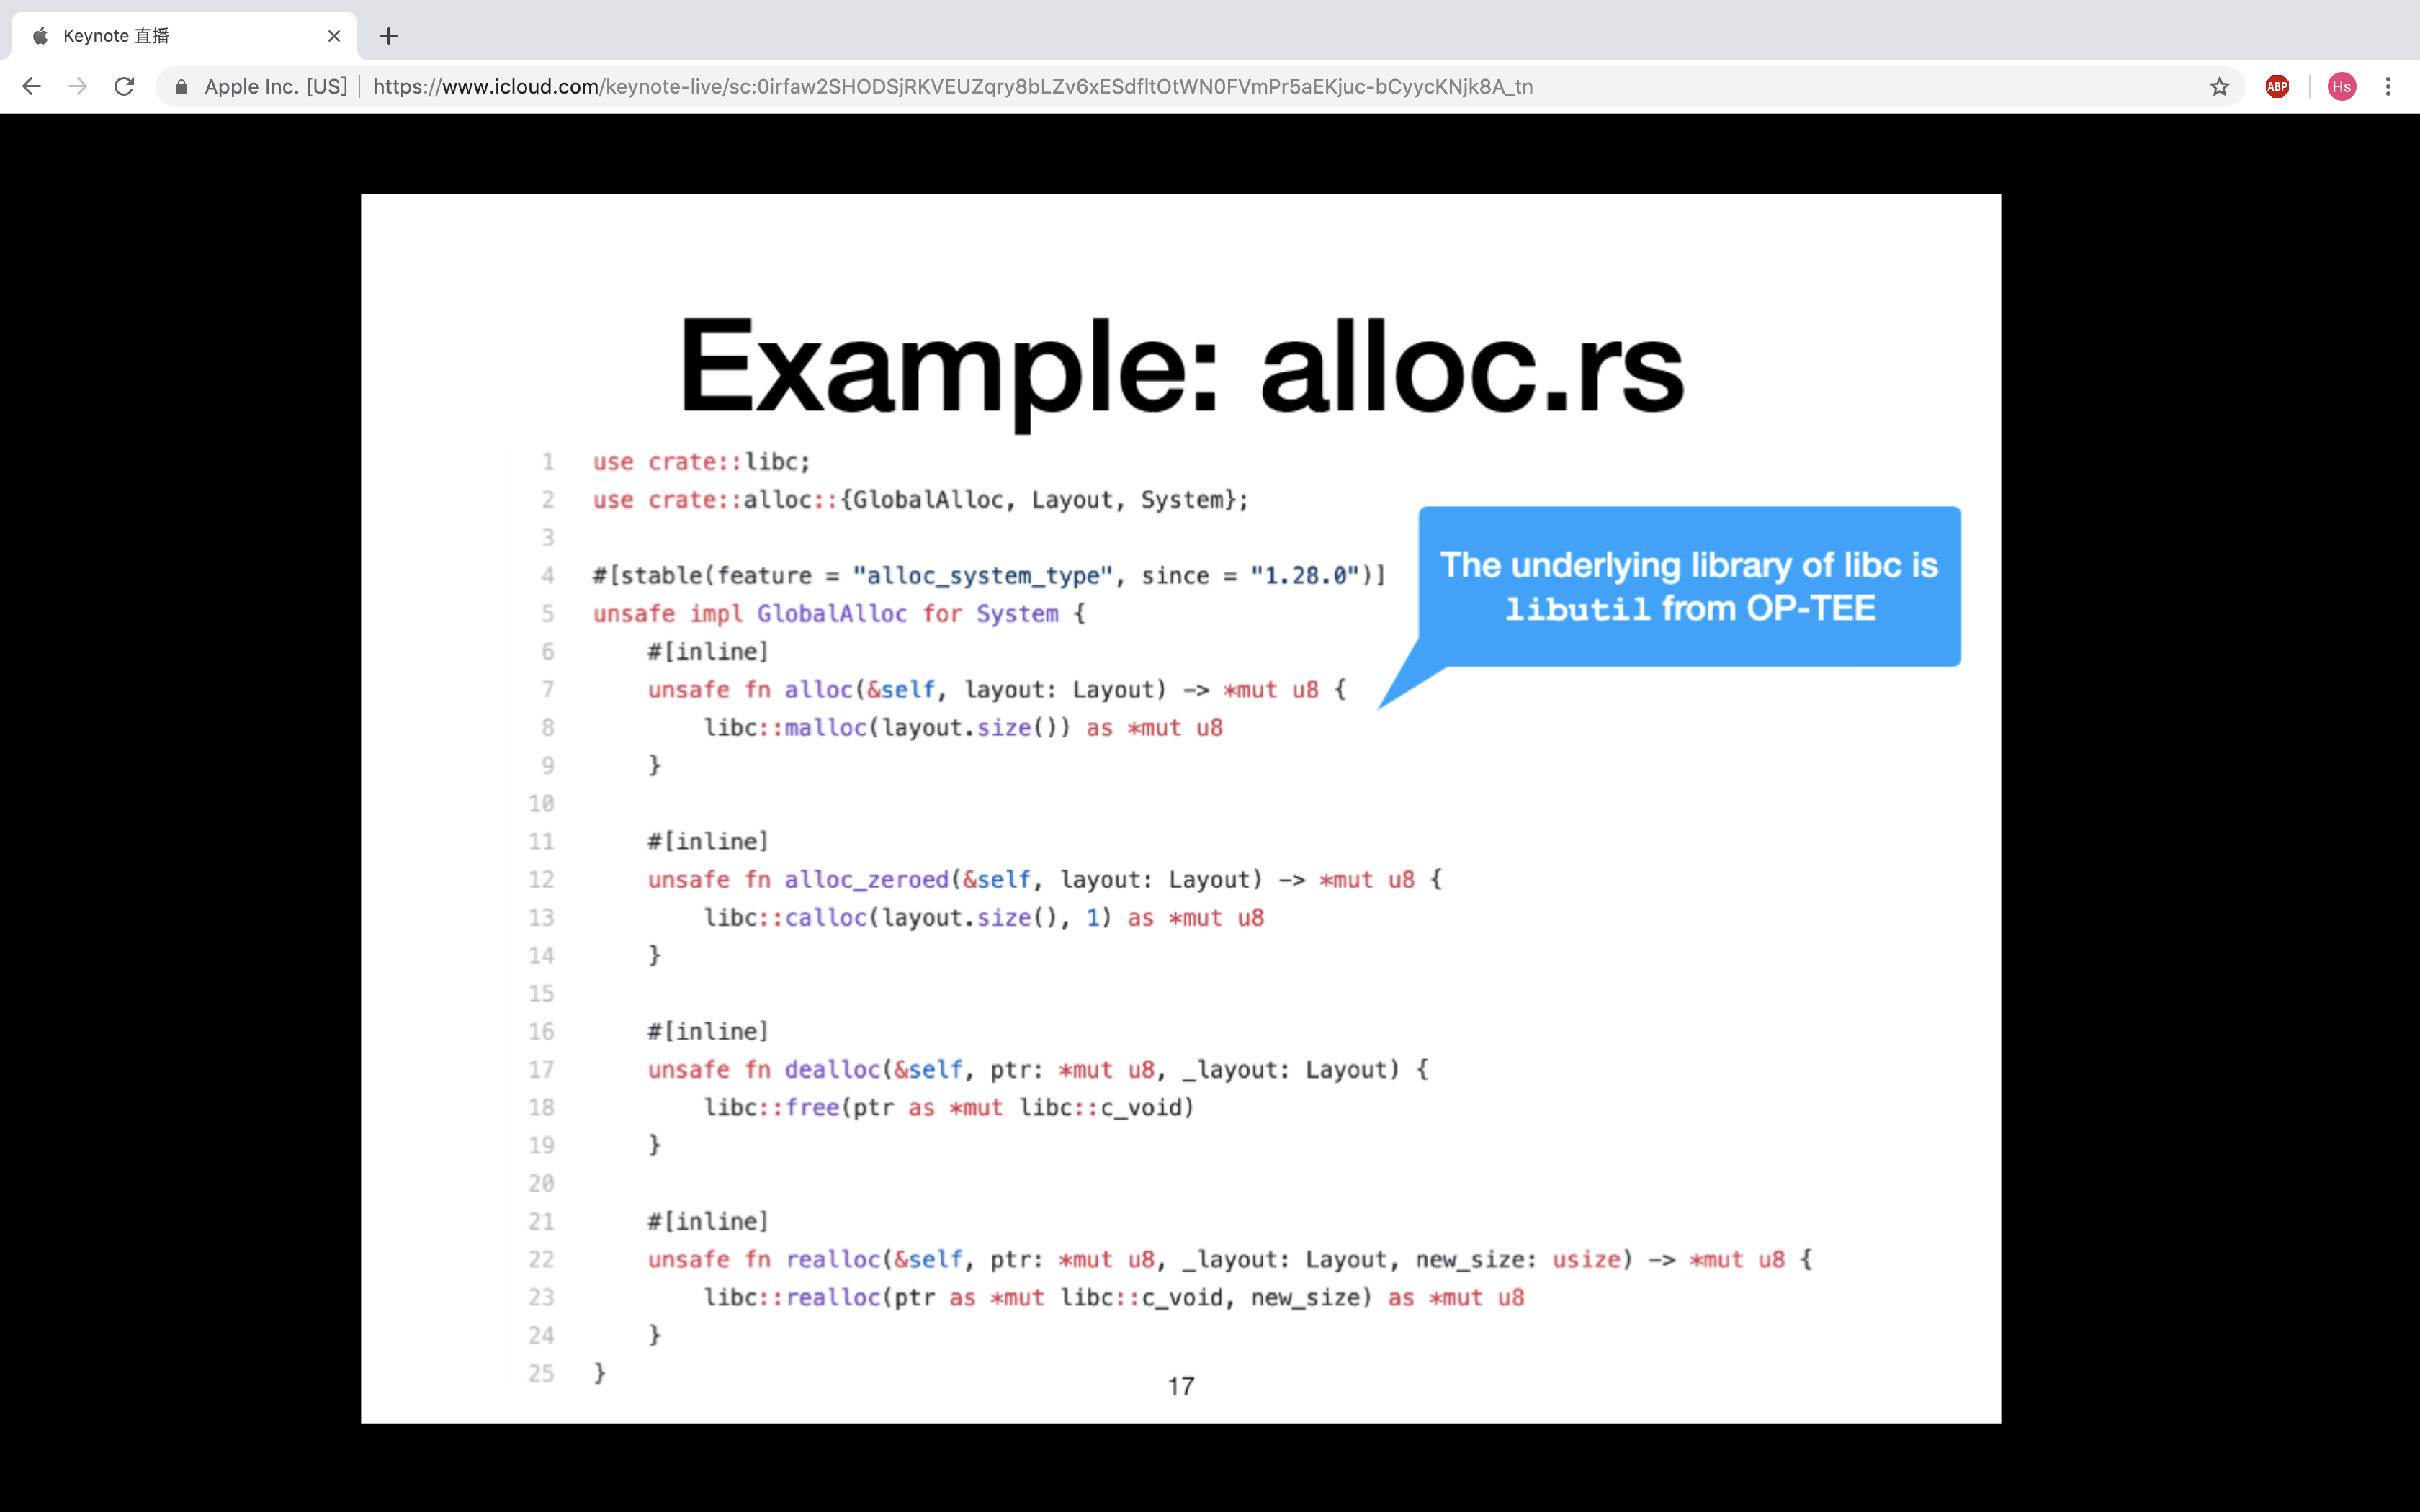 Keynote 直播
Apple Inc. [US] | https://www.icloud.com/keynote-live/sc:0irfaw2SHODSjRKVEUZqry8bLZv6xESdfItOtWN0FVmPr5aEKjuc-bCyycKNjk8A_tn
ABP
Hs
Example: alloc.rs
1 use crate::libc;
2 use crate::alloc::{GlobalAlloc, Layout, System};
3
4 #[stable(feature = "alloc_system_type", since = "1.28.0")]
5 unsafe impl GlobalAlloc for System {
6     #[inline]
7     unsafe fn alloc(&self, layout: Layout) -> *mut u8 {
8         libc::malloc(layout.size()) as *mut u8
9     }
10
11     #[inline]
12     unsafe fn alloc_zeroed(&self, layout: Layout) -> *mut u8 {
13         libc::calloc(layout.size(), 1) as *mut u8
14     }
15
16     #[inline]
17     unsafe fn dealloc(&self, ptr: *mut u8, _layout: Layout) {
18         libc::free(ptr as *mut libc::c_void)
19     }
20
21     #[inline]
22     unsafe fn realloc(&self, ptr: *mut u8, _layout: Layout, new_size: usize) -> *mut u8 {
23         libc::realloc(ptr as *mut libc::c_void, new_size) as *mut u8
24     }
25 }
The underlying library of libc is
libutil from OP-TEE
17